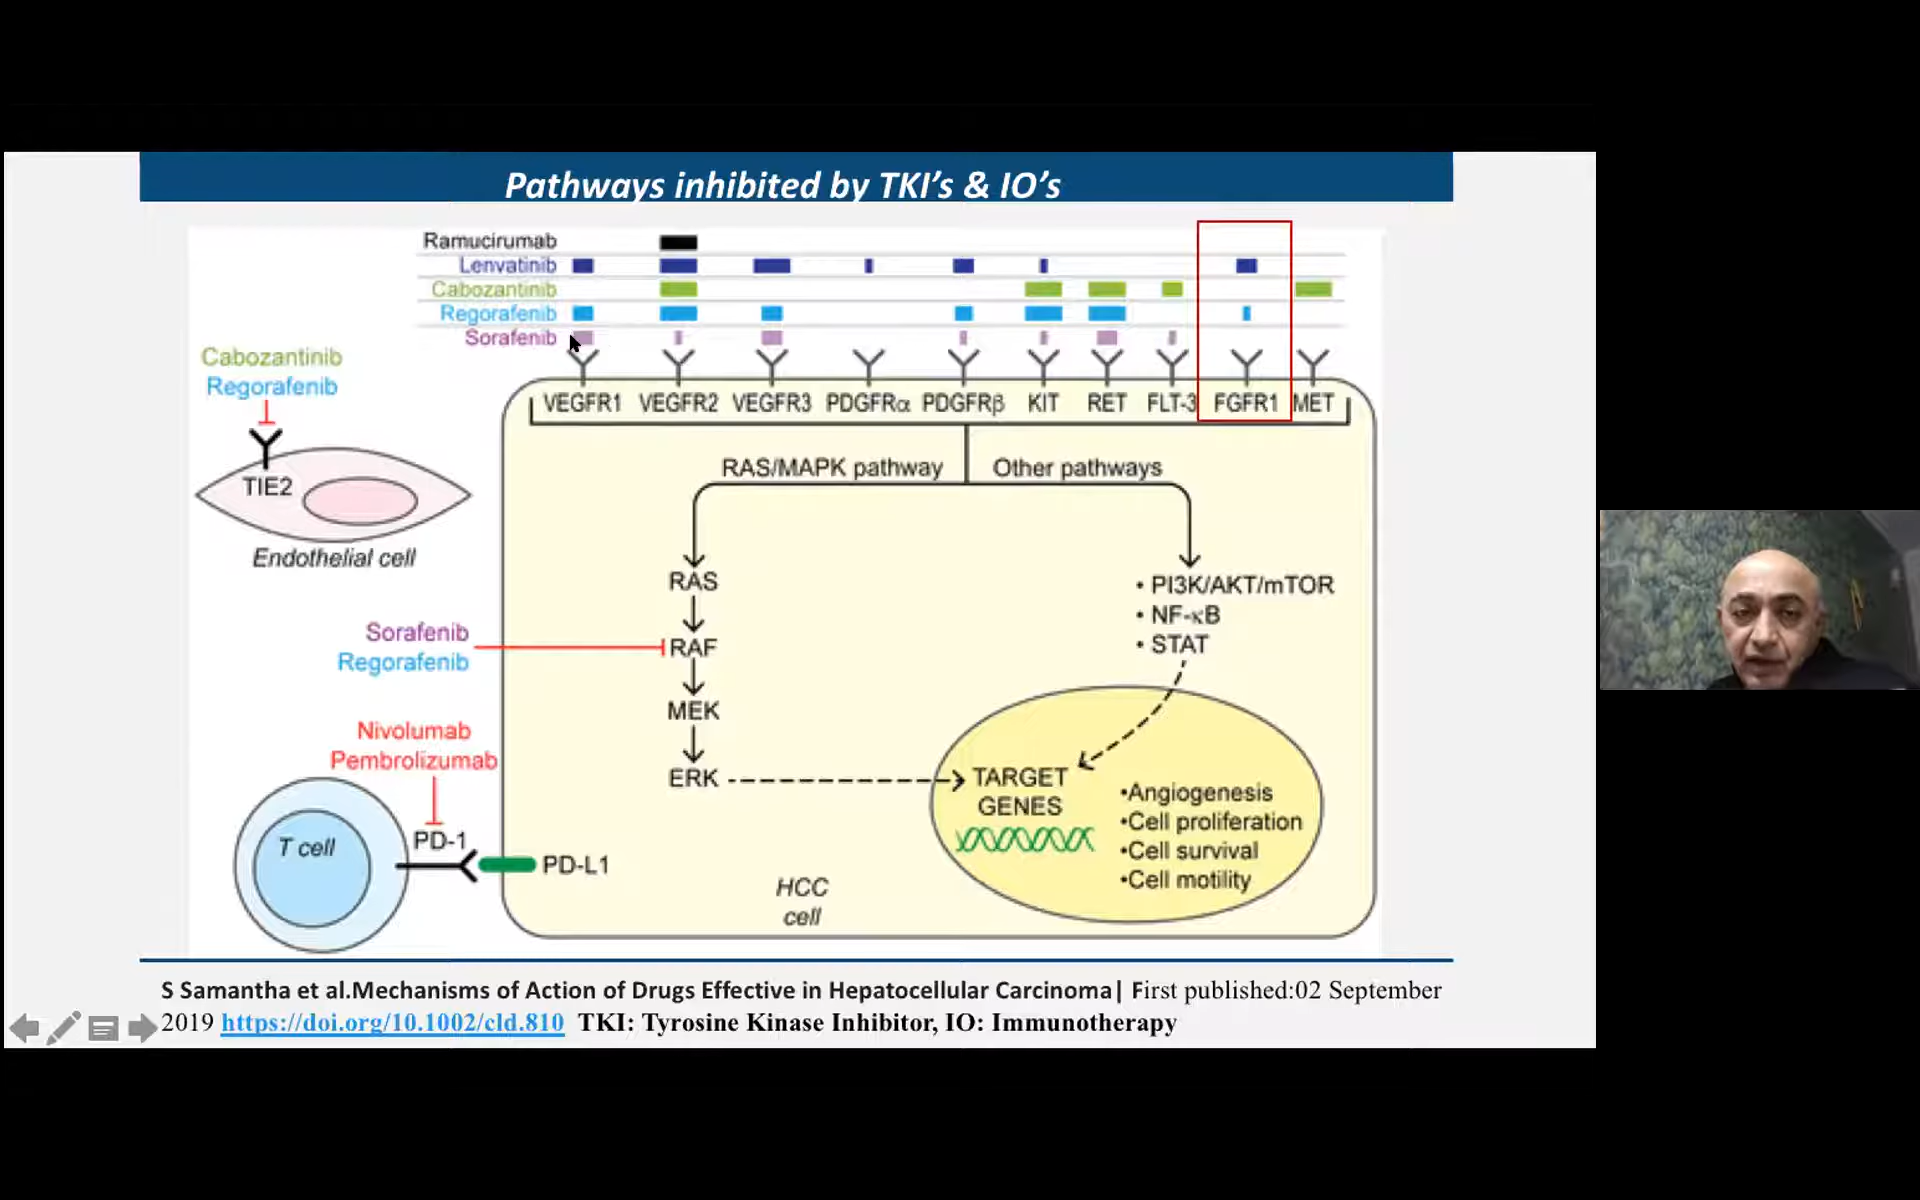 Pathways inhibited by TKI's & IO's
Ramucirumab
Lenvatinib
Cabozantinib
Regorafenib
Sorafenib
Cabozantinib
Regorafenib
VEGFR1 VEGFR2 VEGFR3 PDGFRα PDGFRβ KIT RET FLT-3 FGFR1 MET
RAS/MAPK pathway Other pathways
TIE2
Endothelial cell
RAS
• PI3K/AKT/mTOR
• NF-κB
• STAT
Sorafenib
Regorafenib
RAF
MEK
Nivolumab
Pembrolizumab
ERK
TARGET
GENES
•Angiogenesis
•Cell proliferation
•Cell survival
•Cell motility
T cell
PD-1
PD-L1
HCC
cell
S Samantha et al.Mechanisms of Action of Drugs Effective in Hepatocellular Carcinoma| First published:02 September
2019 https://doi.org/10.1002/cld.810 TKI: Tyrosine Kinase Inhibitor, IO: Immunotherapy